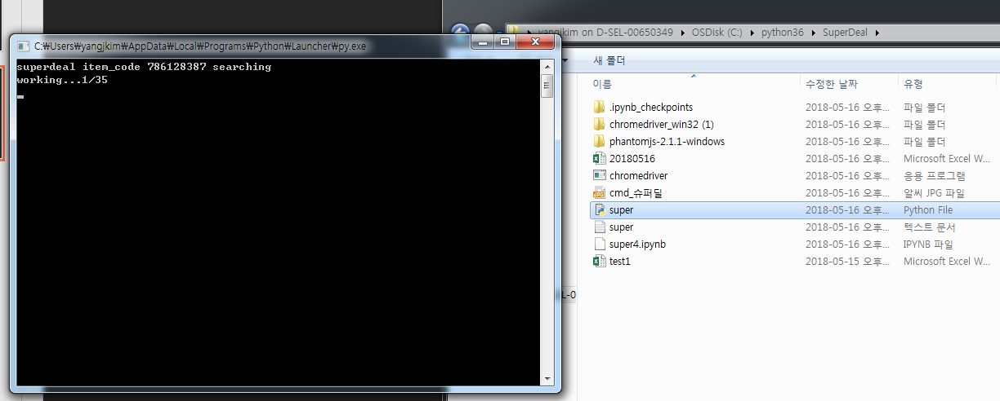 C:₩Users₩yangjkim₩AppData₩Local₩Programs₩Python₩Launcher₩py.exe
superdeal item_code 786128387 searching
working...1/35
yangjkim on D-SEL-00650349 ▸ OSDisk (C:) ▸ python36 ▸ SuperDeal ▸
새 폴더
이름 수정한 날짜 유형
.ipynb_checkpoints 2018-05-16 오후... 파일 폴더
chromedriver_win32 (1) 2018-05-16 오후... 파일 폴더
phantomjs-2.1.1-windows 2018-05-16 오후... 파일 폴더
20180516 2018-05-16 오후... Microsoft Excel W...
chromedriver 2018-05-16 오후... 응용 프로그램
cmd_슈퍼딜 2018-05-16 오후... 알씨 JPG 파일
super 2018-05-16 오후... Python File
super 2018-05-16 오후... 텍스트 문서
super4.ipynb 2018-05-16 오후... IPYNB 파일
test1 2018-05-15 오후... Microsoft Excel W...
L-0